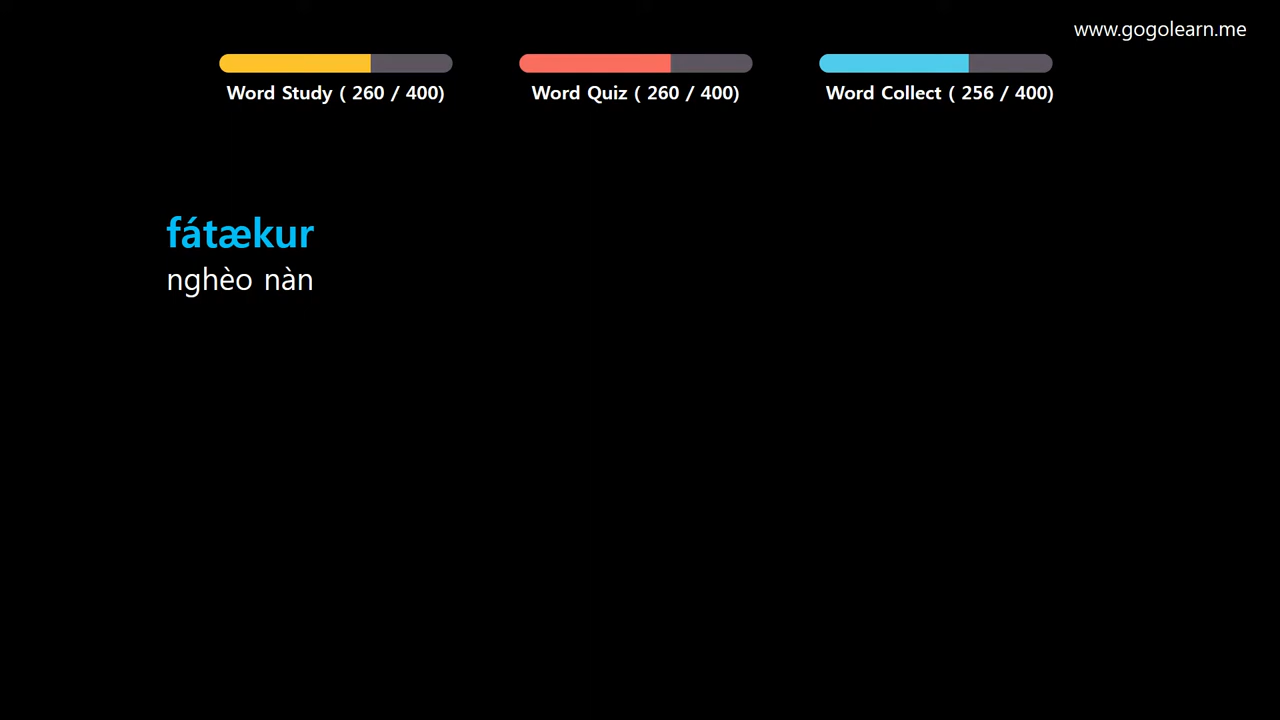 www.gogolearn.me
Word Study ( 260 / 400)
Word Quiz ( 260 / 400)
Word Collect ( 256 / 400)
fátækur
nghèo nàn